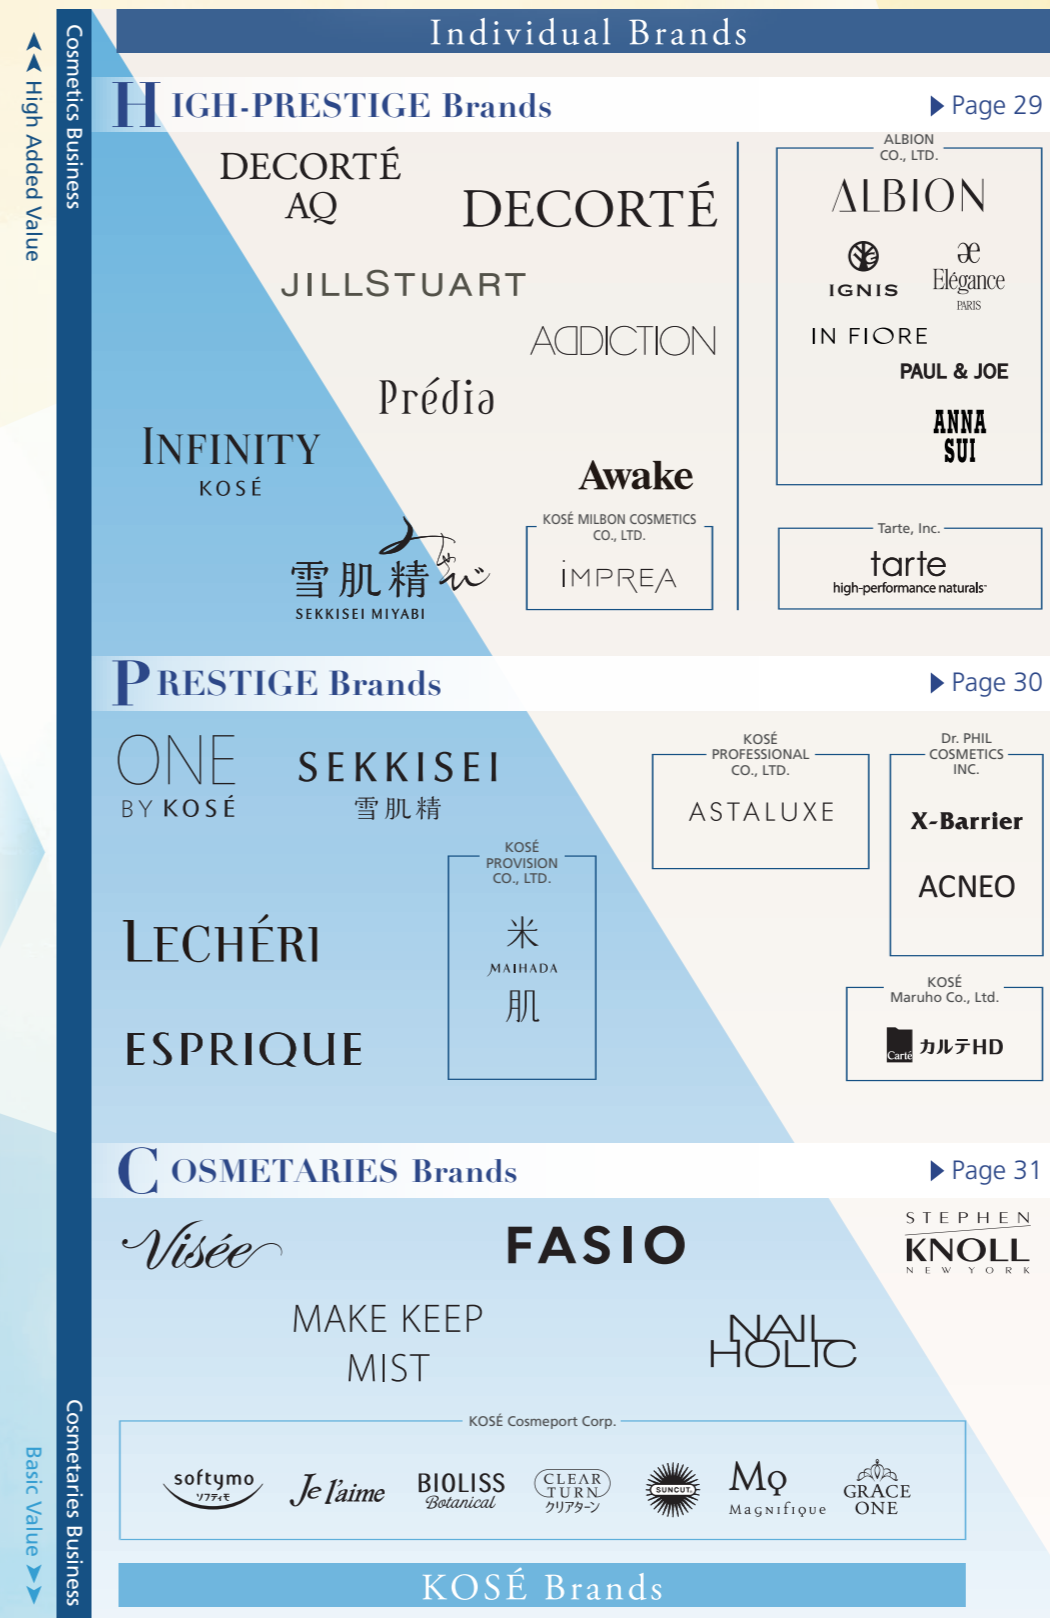 Individual Brands
Cosmetics Business
High Added Value
HIGH-PRESTIGE Brands
Page 29
DECORTÉ
AQ
DECORTÉ
JILLSTUART
ADDICTION
Prédia
INFINITY
KOSÉ
Awake
雪肌精 みやび
SEKKISEI MIYABI
KOSÉ MILBON COSMETICS
CO., LTD.
iMPREA
ALBION
CO., LTD.
ALBION
IGNIS
æ
Elégance
PARIS
IN FIORE
PAUL & JOE
ANNA
SUI
Tarte, Inc.
tarte
high-performance naturals™
PRESTIGE Brands
Page 30
ONE
BY KOSÉ
SEKKISEI
雪肌精
LECHÉRI
ESPRIQUE
KOSÉ
PROVISION
CO., LTD.
米
MAIHADA
肌
KOSÉ
PROFESSIONAL
CO., LTD.
ASTALUXE
Dr. PHIL
COSMETICS
INC.
X-Barrier
ACNEO
KOSÉ
Maruho Co., Ltd.
Carté
カルテHD
COSMETARIES Brands
Page 31
Visée
FASIO
STEPHEN
KNOLL
NEW YORK
MAKE KEEP
MIST
NAIL
HOLIC
KOSÉ Cosmeport Corp.
softymo
ソフティモ
Je l'aime
BIOLISS
Botanical
CLEAR
TURN
クリアターン
SUNCUT®
MQ
MAGNIFIQUE
GRACE
ONE
Cosmetaries Business
Basic Value
KOSÉ Brands